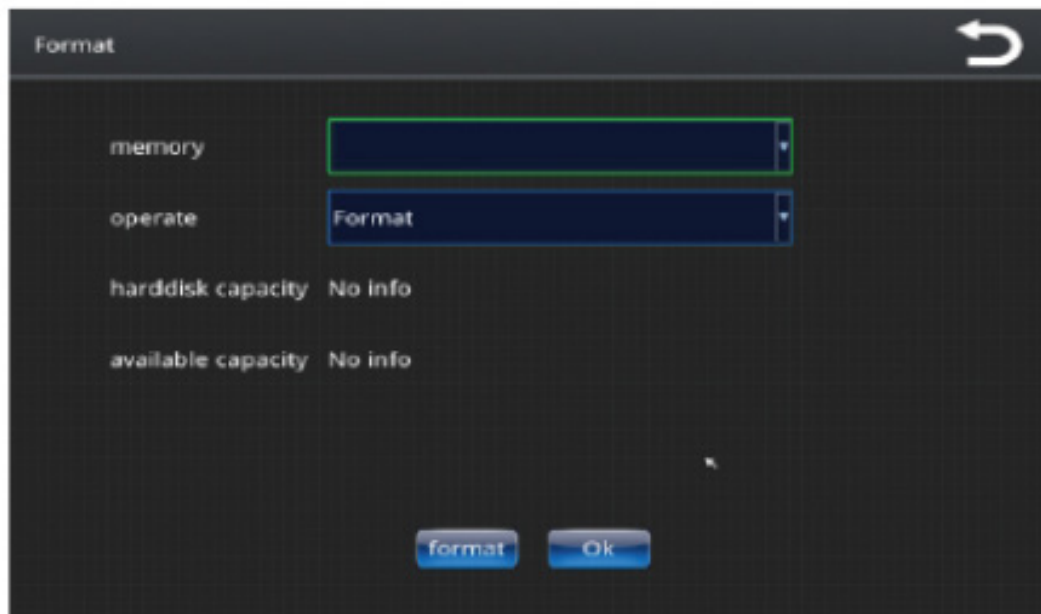 Format
memory
operate Format
harddisk capacity No info
available capacity No info
format Ok